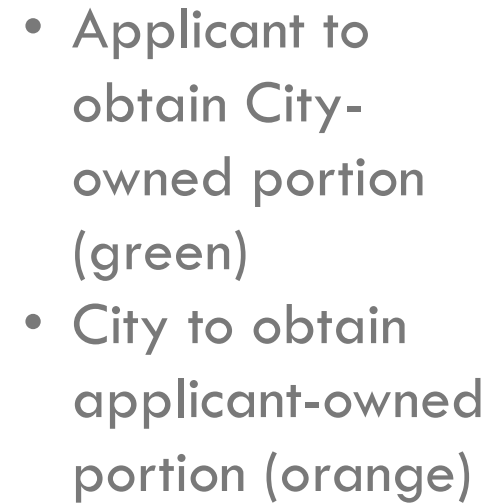 • Applicant to
obtain City-
owned portion
(green)
• City to obtain
applicant-owned
portion (orange)